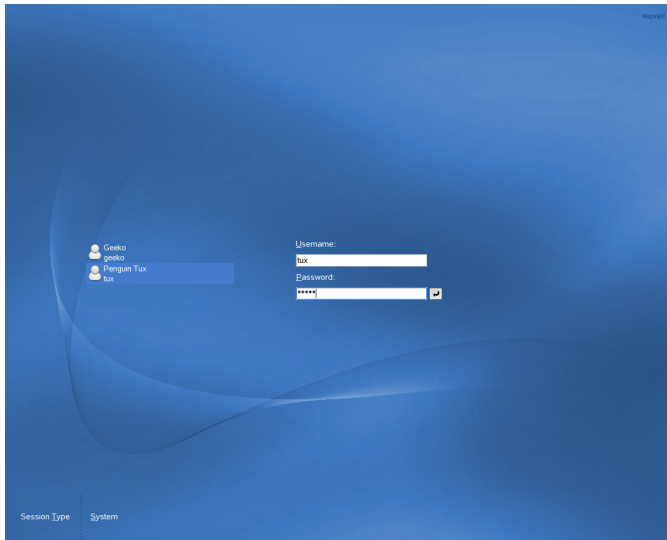 Novell
Geeko
geeko
Penguin Tux
tux
Username:
tux
Password:
*****
Session Type
System